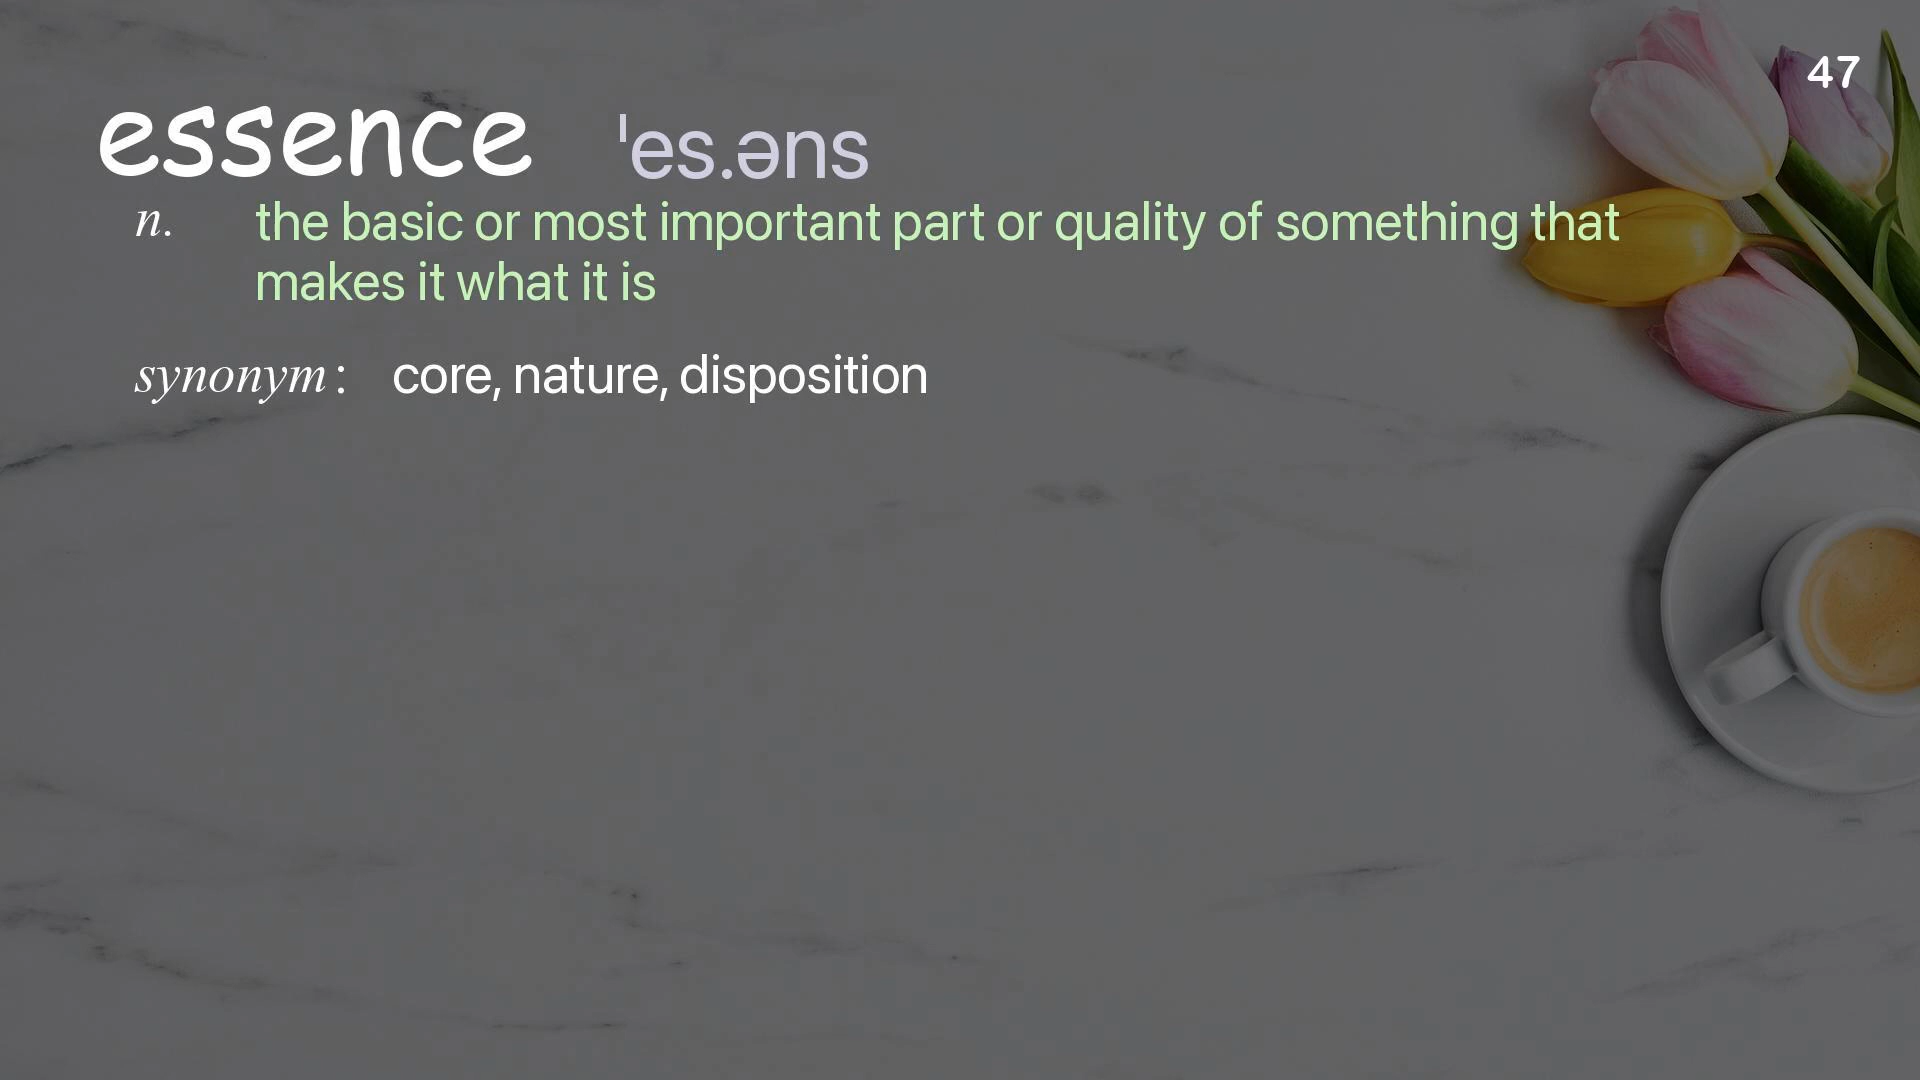 47
essence ˈes.əns
n. the basic or most important part or quality of something that
makes it what it is
synonym: core, nature, disposition